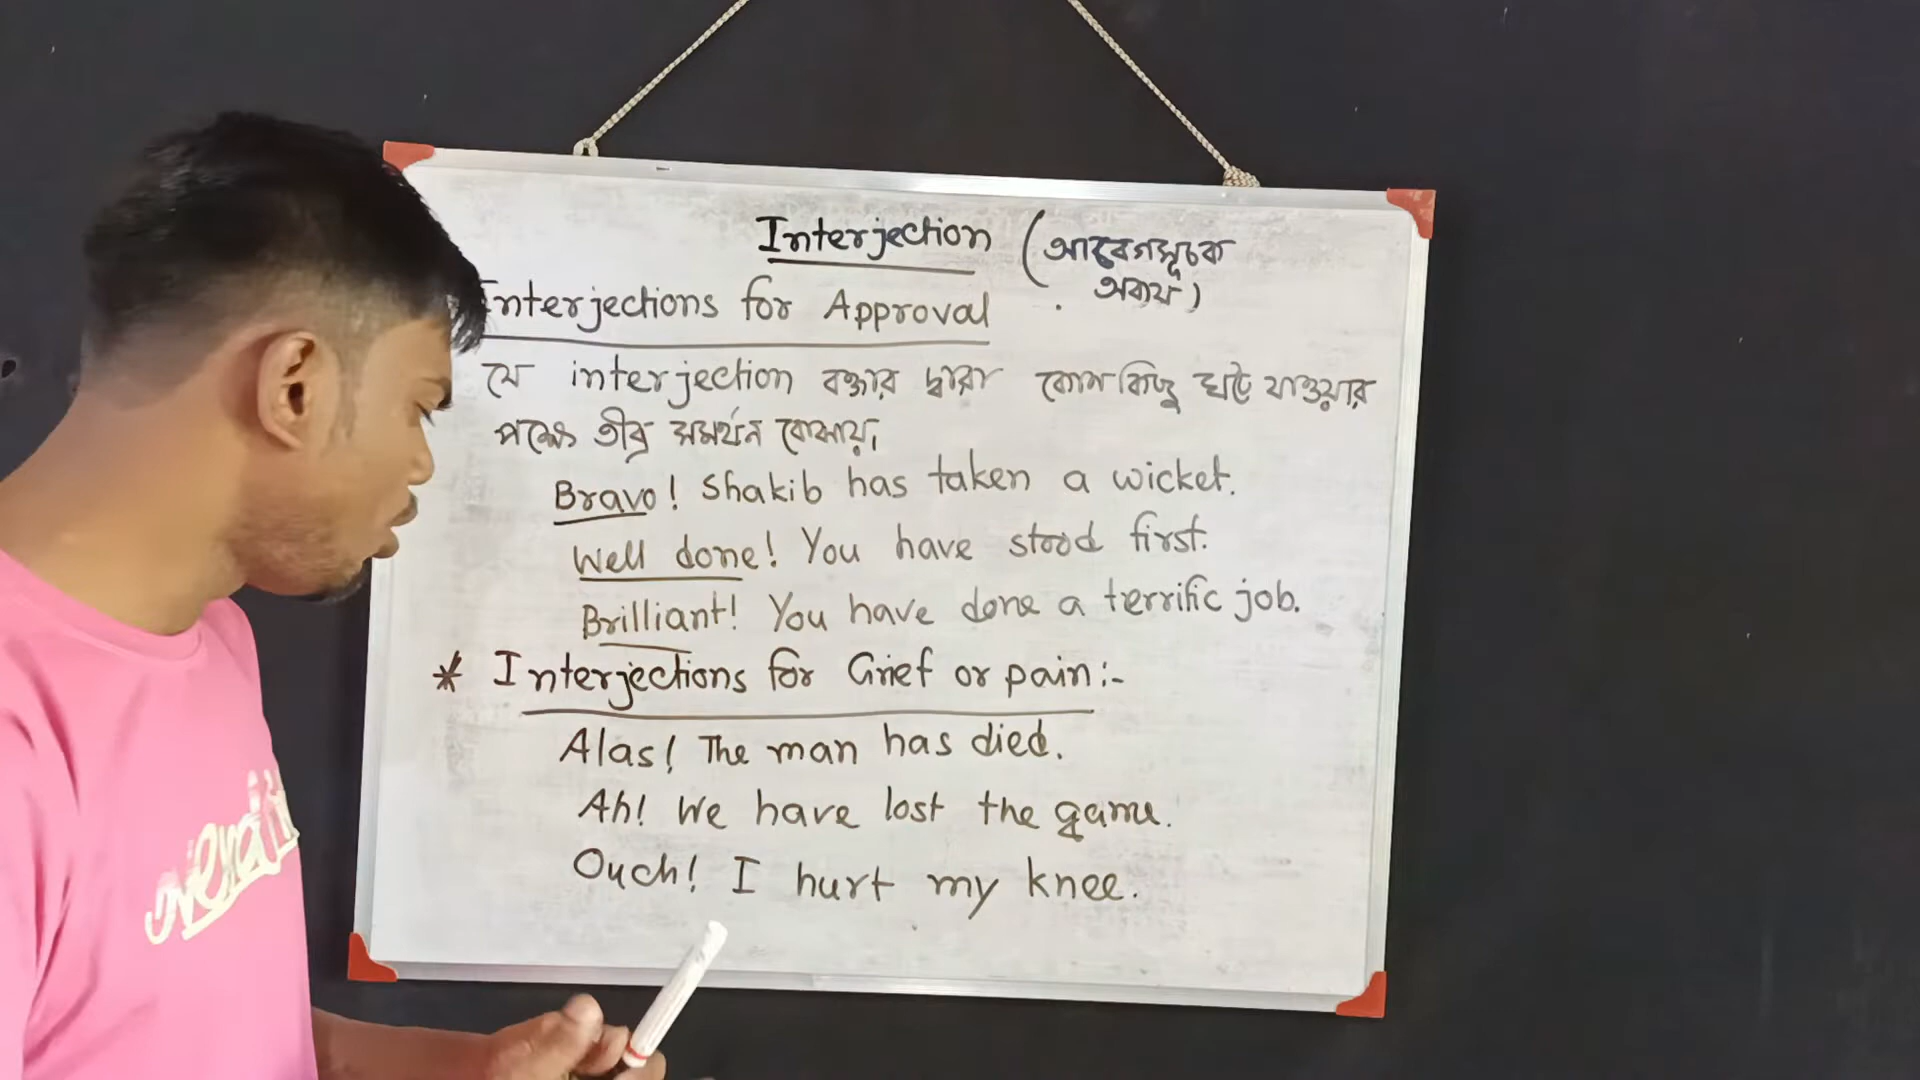 Interjection (আবেগসূচক
অব্যয়)
Interjections for Approval
যে interjection বক্তার দ্বারা কোন কিছু ঘটে যাওয়ার
পক্ষে তীব্র সমর্থন বোঝায়।
Bravo! Shakib has taken a wicket.
Well done! You have stood first.
Brilliant! You have done a terrific job.
* Interjections for Grief or pain:-
Alas! The man has died.
Ah! We have lost the game.
Ouch! I hurt my knee.